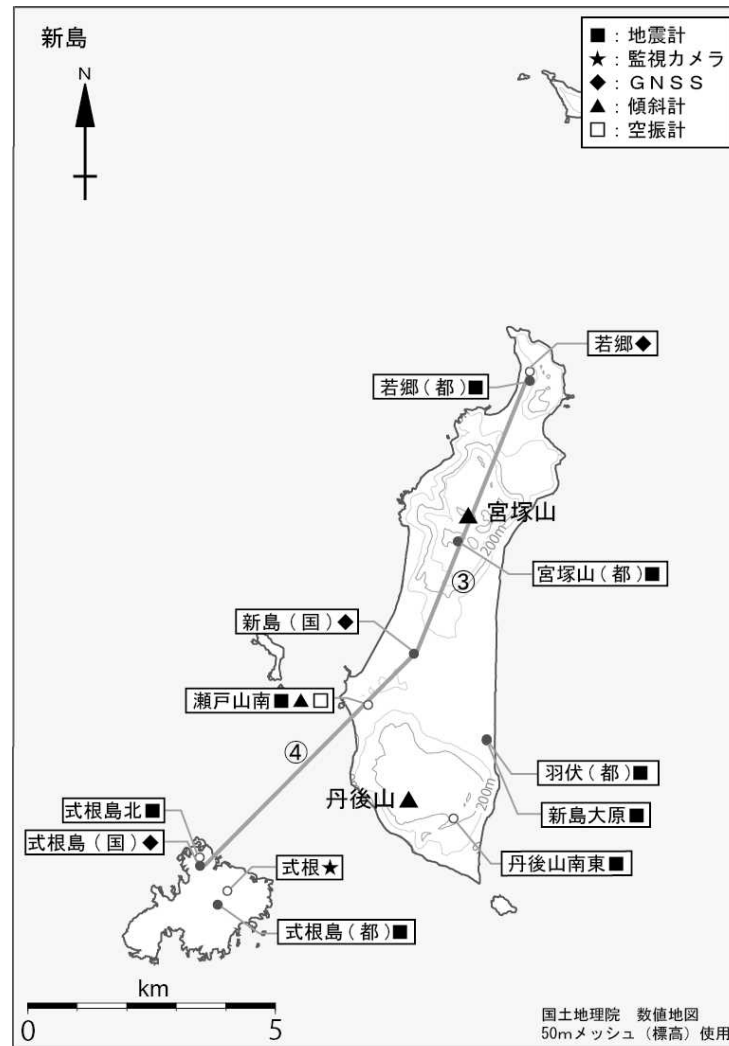 新島
■：地震計
★：監視カメラ
◆：ＧＮＳＳ
▲：傾斜計
□：空振計
N
若郷◆
若郷（都）■
宮塚山
200m
宮塚山（都）■
③
新島（国）◆
瀬戸山南■▲□
④
羽伏（都）■
丹後山
200m
新島大原■
式根島北■
式根島（国）◆
式根★
丹後山南東■
式根島（都）■
km
0 5
国土地理院　数値地図
50mメッシュ（標高）使用